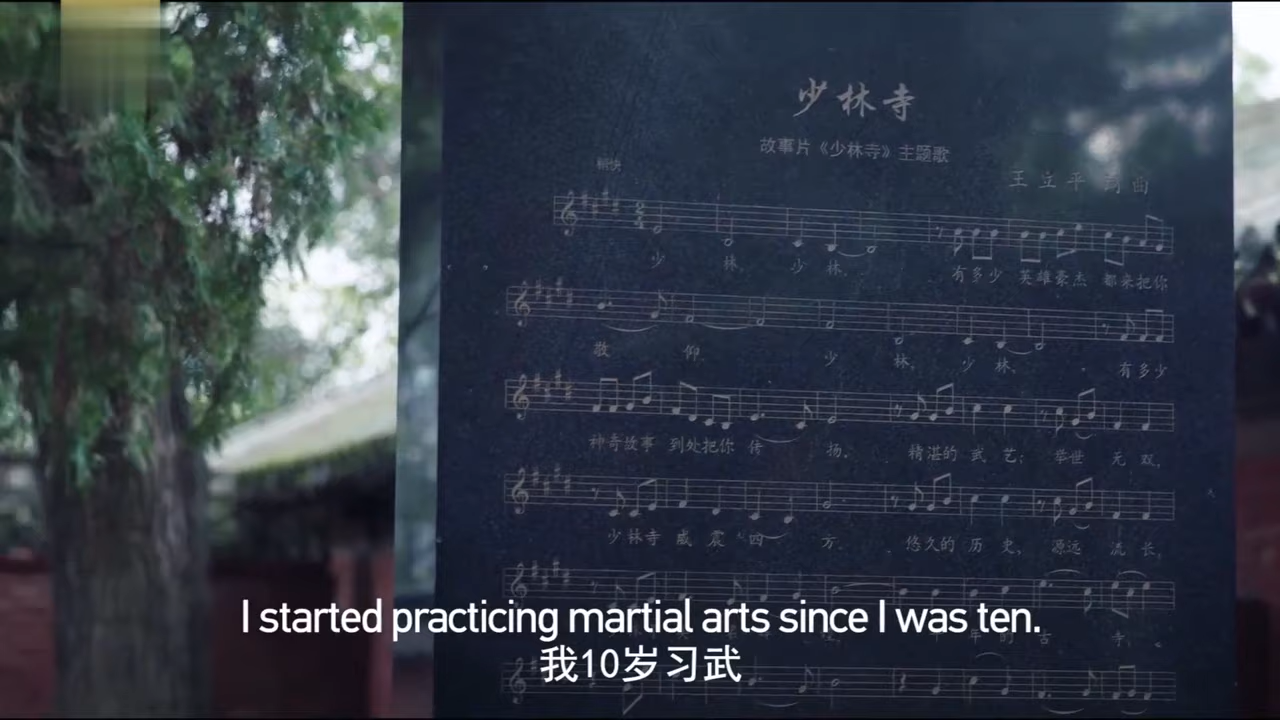 少林寺
故事片《少林寺》主题歌
王立平 词曲
轻快
少 林, 少 林,
有多少 英雄豪杰 都来把你
敬 仰, 少 林, 少 林,
有多少
神奇故事 到处把你 传 扬,
精湛的 武 艺; 举世 无 双,
少林寺 威 震 四 方,
悠久的 历 史, 源远 流 长,
I started practicing martial arts since I was ten.
我10岁习武